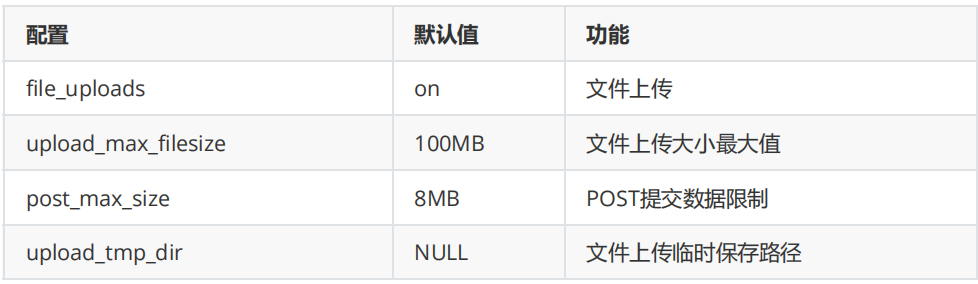 配置 默认值 功能
file_uploads on 文件上传
upload_max_filesize 100MB 文件上传大小最大值
post_max_size 8MB POST提交数据限制
upload_tmp_dir NULL 文件上传临时保存路径